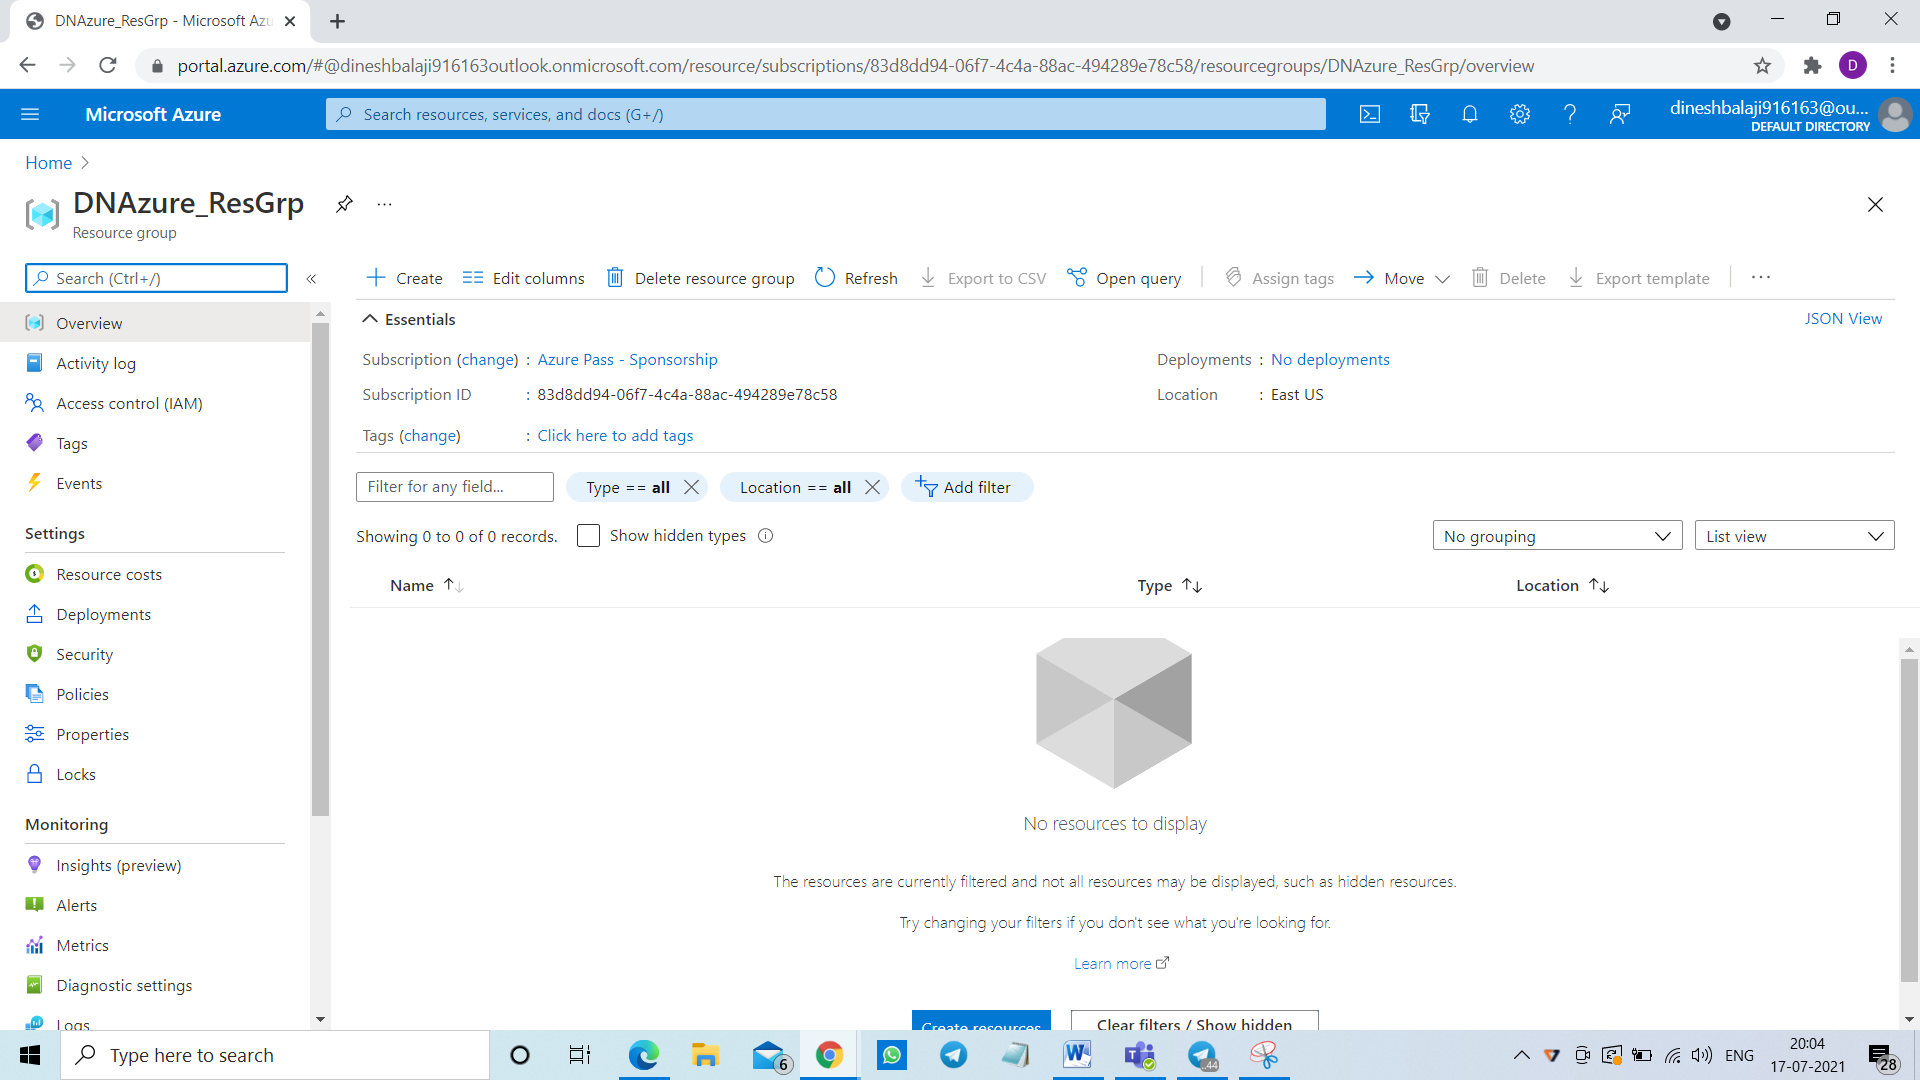 DNAzure_ResGrp - Microsoft Azu
portal.azure.com/#@dineshbalaji916163outlook.onmicrosoft.com/resource/subscriptions/83d8dd94-06f7-4c4a-88ac-494289e78c58/resourcegroups/DNAzure_ResGrp/overview
D
Microsoft Azure
Search resources, services, and docs (G+/)
dineshbalaji916163@ou...
DEFAULT DIRECTORY
Home
DNAzure_ResGrp
...
Resource group
Search (Ctrl+/)
Create
Edit columns
Delete resource group
Refresh
Export to CSV
Open query
Assign tags
Move
Delete
Export template
...
Overview
Activity log
Access control (IAM)
Tags
Events
Settings
Resource costs
Deployments
Security
Policies
Properties
Locks
Monitoring
Insights (preview)
Alerts
Metrics
Diagnostic settings
Logs
Essentials
JSON View
Subscription (change) : Azure Pass - Sponsorship
Deployments : No deployments
Subscription ID : 83d8dd94-06f7-4c4a-88ac-494289e78c58
Location : East US
Tags (change) : Click here to add tags
Filter for any field...
Type == all
Location == all
Add filter
Showing 0 to 0 of 0 records.
Show hidden types
No grouping
List view
Name
Type
Location
No resources to display
The resources are currently filtered and not all resources may be displayed, such as hidden resources.
Try changing your filters if you don't see what you're looking for.
Learn more
Create resources
Clear filters / Show hidden
Type here to search
6
44
ENG
20:04
17-07-2021
28